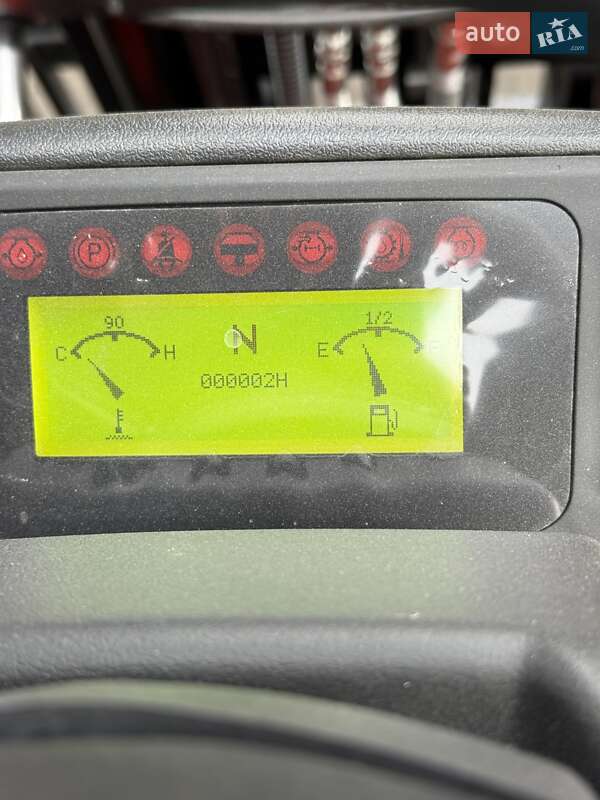 auto RIA
.com
P
90
1/2
C H N E F
000002H